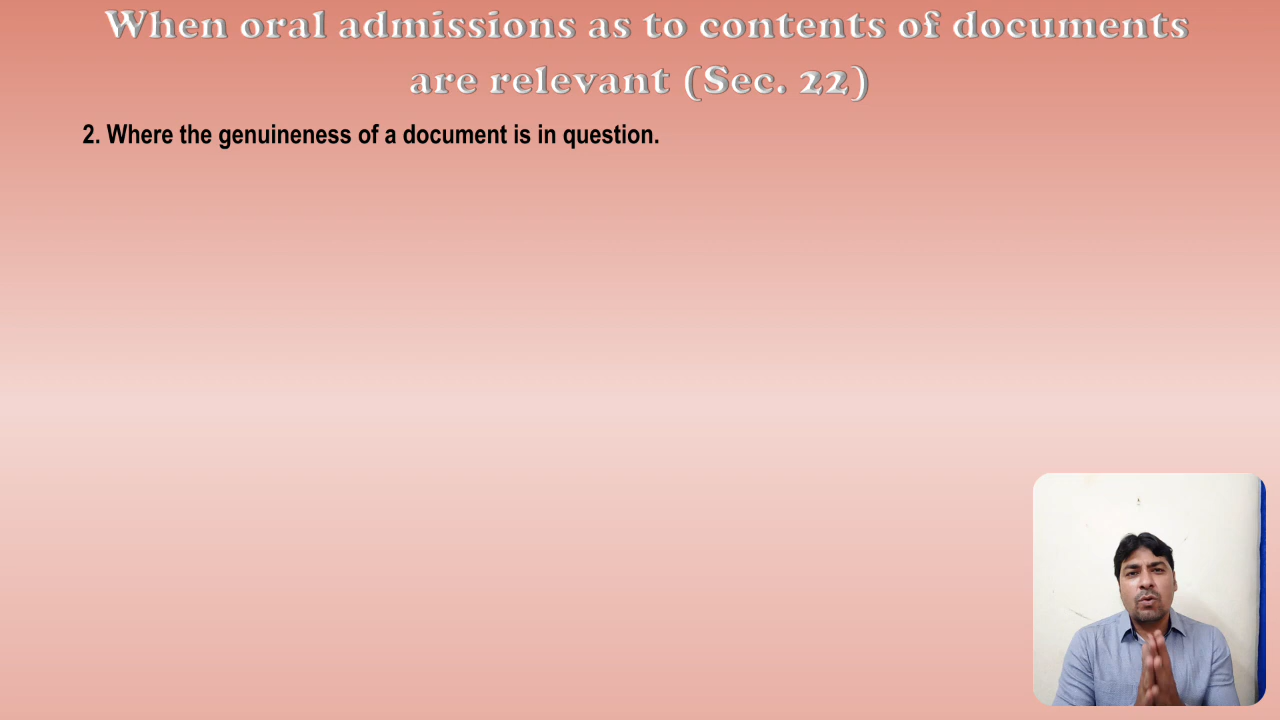 When oral admissions as to contents of documents
are relevant (Sec. 22)
2. Where the genuineness of a document is in question.